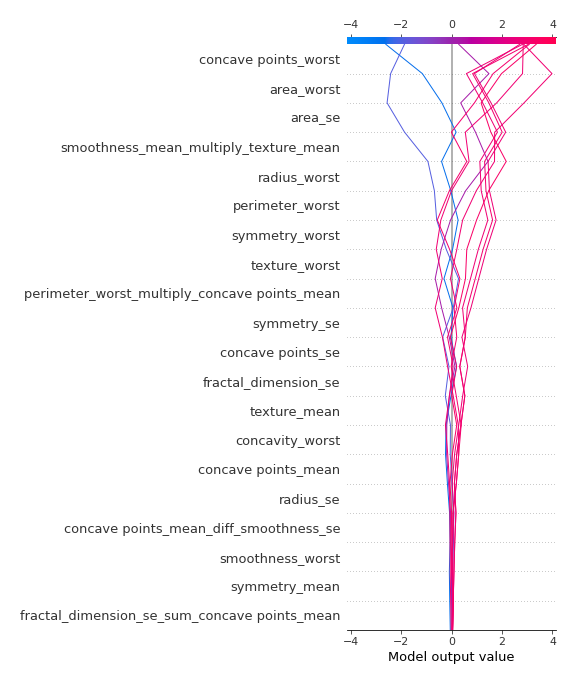 −4 −2 0 2 4
concave points_worst
area_worst
area_se
smoothness_mean_multiply_texture_mean
radius_worst
perimeter_worst
symmetry_worst
texture_worst
perimeter_worst_multiply_concave points_mean
symmetry_se
concave points_se
fractal_dimension_se
texture_mean
concavity_worst
concave points_mean
radius_se
concave points_mean_diff_smoothness_se
smoothness_worst
symmetry_mean
fractal_dimension_se_sum_concave points_mean
−4 −2 0 2 4
Model output value